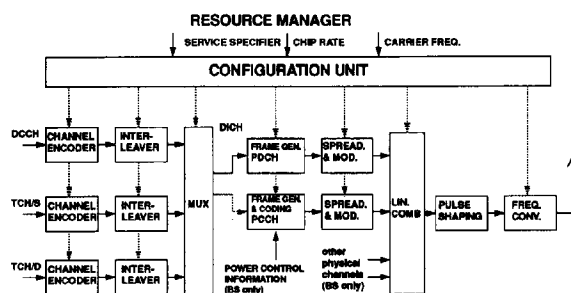 RESOURCE MANAGER
SERVICE SPECIFIER
CHIP RATE
CARRIER FREQ.
CONFIGURATION UNIT
DCCH
CHANNEL
ENCODER
INTER-
LEAVER
DICH
FRAME GEN.
PDCH
SPREAD.
& MOD.
TCH/S
CHANNEL
ENCODER
INTER-
LEAVER
MUX
FRAME GEN.
& CODING
PCCH
SPREAD.
& MOD.
LIN.
COMB
PULSE
SHAPING
FREQ.
CONV.
TCH/D
CHANNEL
ENCODER
INTER-
LEAVER
POWER CONTROL
INFORMATION
(BS only)
other
physical
channels
(BS only)